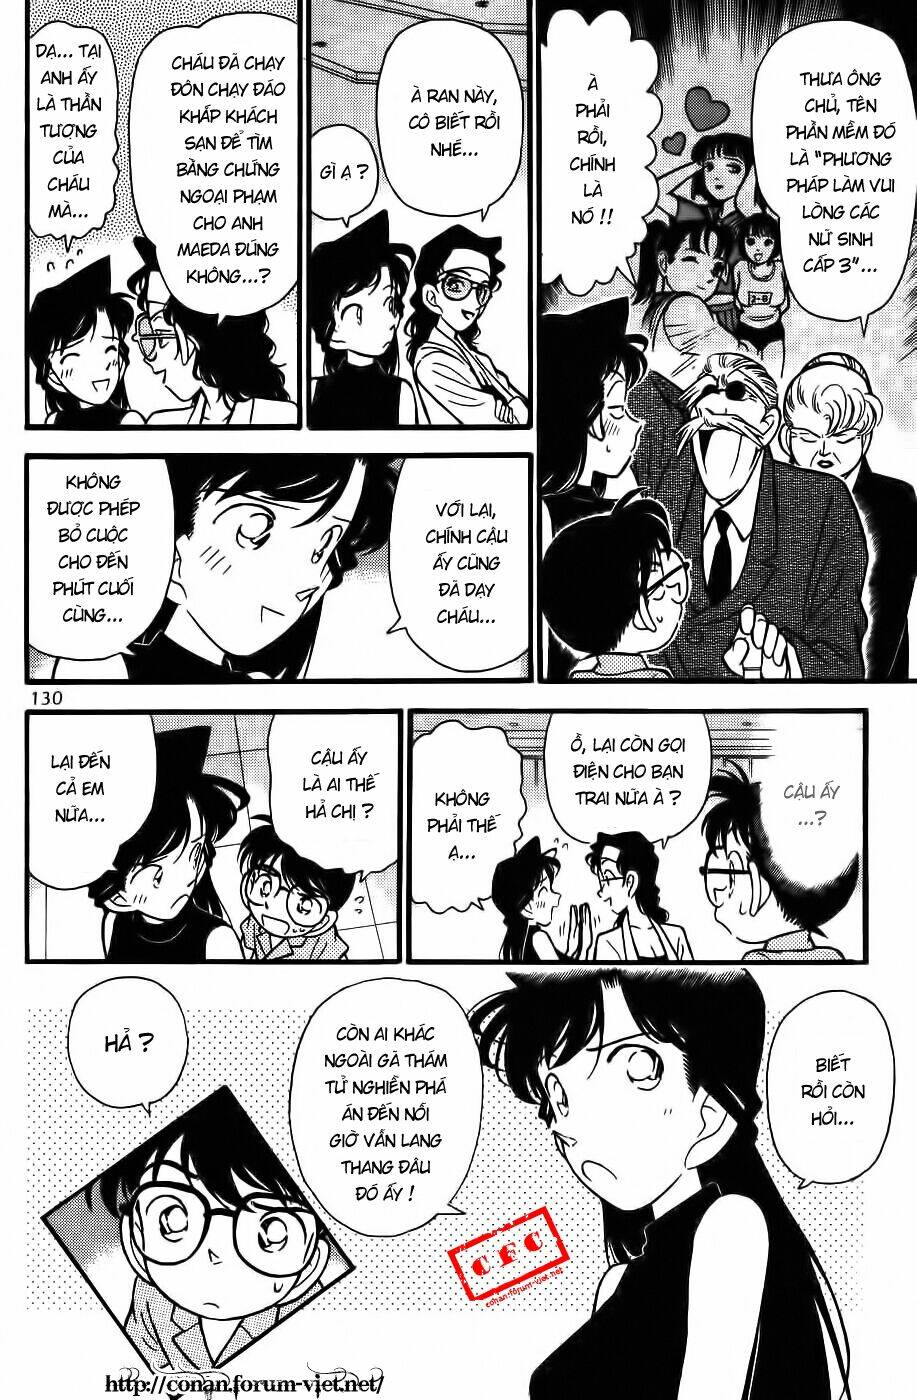 THƯA ÔNG
CHỦ, TÊN
PHẦN MỀM ĐÓ
LÀ "PHƯƠNG
PHÁP LÀM VUI
LÒNG CÁC
NỮ SINH
CẤP 3"...
À
PHẢI
RỒI,
CHÍNH
LÀ
NÓ !!
2-B
À RAN NÀY,
CÔ BIẾT RỒI
NHÉ...
GÌ Ạ ?
CHÁU ĐÃ CHẠY
ĐÔN CHẠY ĐÁO
KHẮP KHÁCH
SẠN ĐỂ TÌM
BẰNG CHỨNG
NGOẠI PHẠM
CHO ANH
MAEDA ĐÚNG
KHÔNG...?
DẠ... TẠI
ANH ẤY
LÀ THẦN
TƯỢNG
CỦA
CHÁU
MÀ...
VỚI LẠI,
CHÍNH CẬU
ẤY CŨNG
ĐÃ DẠY
CHÁU...
KHÔNG
ĐƯỢC PHÉP
BỎ CUỘC
CHO ĐẾN
PHÚT CUỐI
CÙNG...
130
CẬU ẤY
...?
Ồ, LẠI CÒN GỌI
ĐIỆN CHO BẠN
TRAI NỮA À ?
KHÔNG
PHẢI THẾ
Ạ...
CẬU ẤY
LÀ AI THẾ
HẢ CHỊ ?
LẠI ĐẾN
CẢ EM
NỮA...
BIẾT
RỒI CÒN
HỎI...
CÒN AI KHÁC
NGOÀI GÃ THÁM
TỬ NGHIỀN PHÁ
ÁN ĐẾN NỖI
GIỜ VẪN LANG
THANG ĐÂU
ĐÓ ẤY !
HẢ ?
CFC
conan.forum-viet.net
http://conan.forum-viet.net/